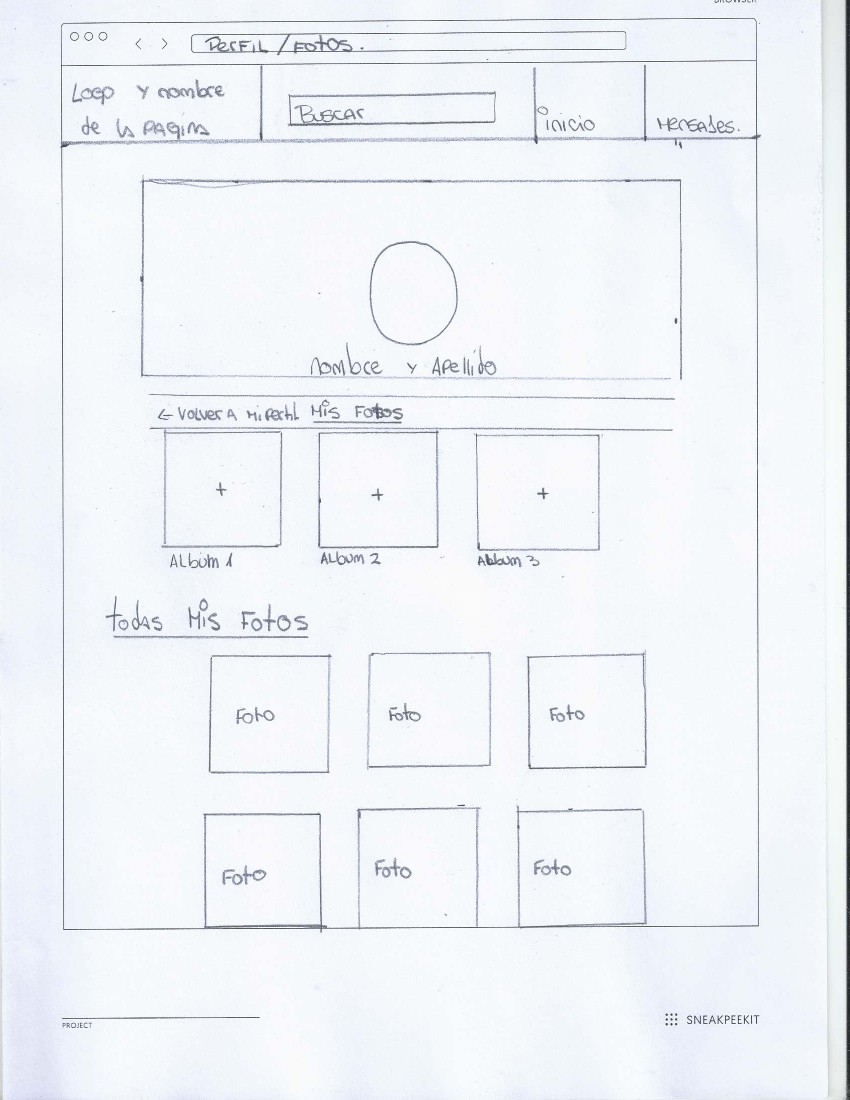 BROWSER
PERFIL / FOTOS.
Logo y nombre
de la PAGINA
BUSCAR
inicio
MENSAJES.
nombre y Apellido
← VOLVER A Mi Perfil Mis FOTOS
ALbum 1
ALbum 2
ALbum 3
todas Mis Fotos
Foto
Foto
Foto
Foto
Foto
Foto
PROJECT
SNEAKPEEKIT